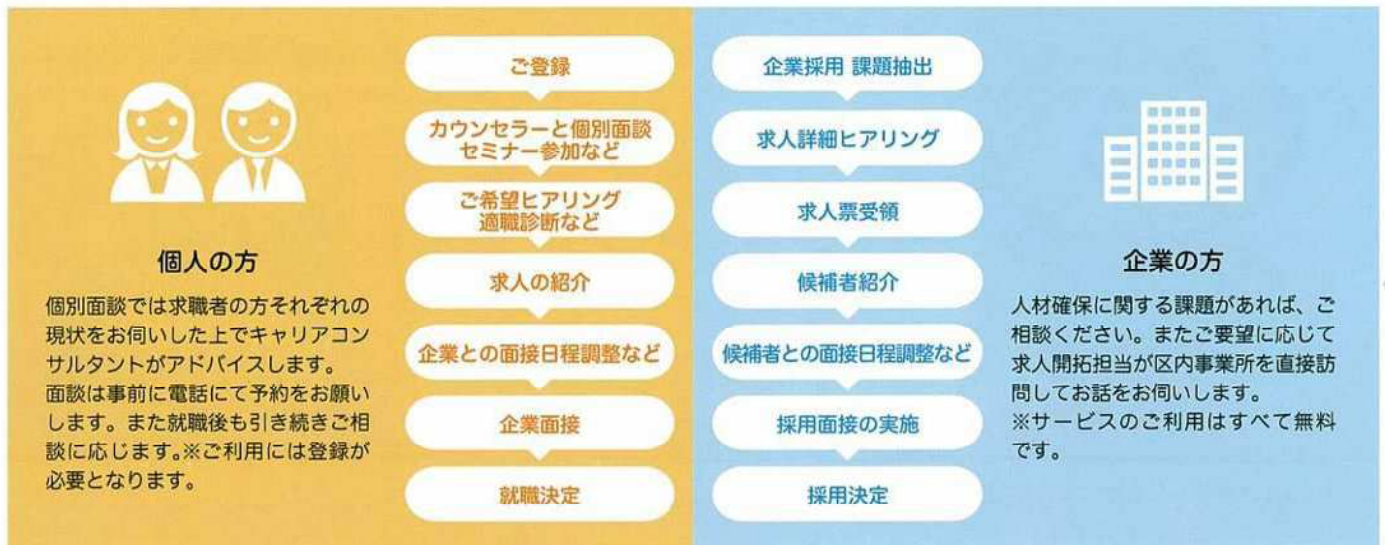 個人の方
個別面談では求職者の方それぞれの
現状をお伺いした上でキャリアコン
サルタントがアドバイスします。
面談は事前に電話にて予約をお願い
します。また就職後も引き続きご相
談に応じます。※ご利用には登録が
必要となります。
ご登録
カウンセラーと個別面談
セミナー参加など
ご希望ヒアリング
適職診断など
求人の紹介
企業との面接日程調整など
企業面接
就職決定
企業採用 課題抽出
求人詳細ヒアリング
求人票受領
候補者紹介
候補者との面接日程調整など
採用面接の実施
採用決定
企業の方
人材確保に関する課題があれば、ご
相談ください。またご要望に応じて
求人開拓担当が区内事業所を直接訪
問してお話をお伺いします。
※サービスのご利用はすべて無料
です。